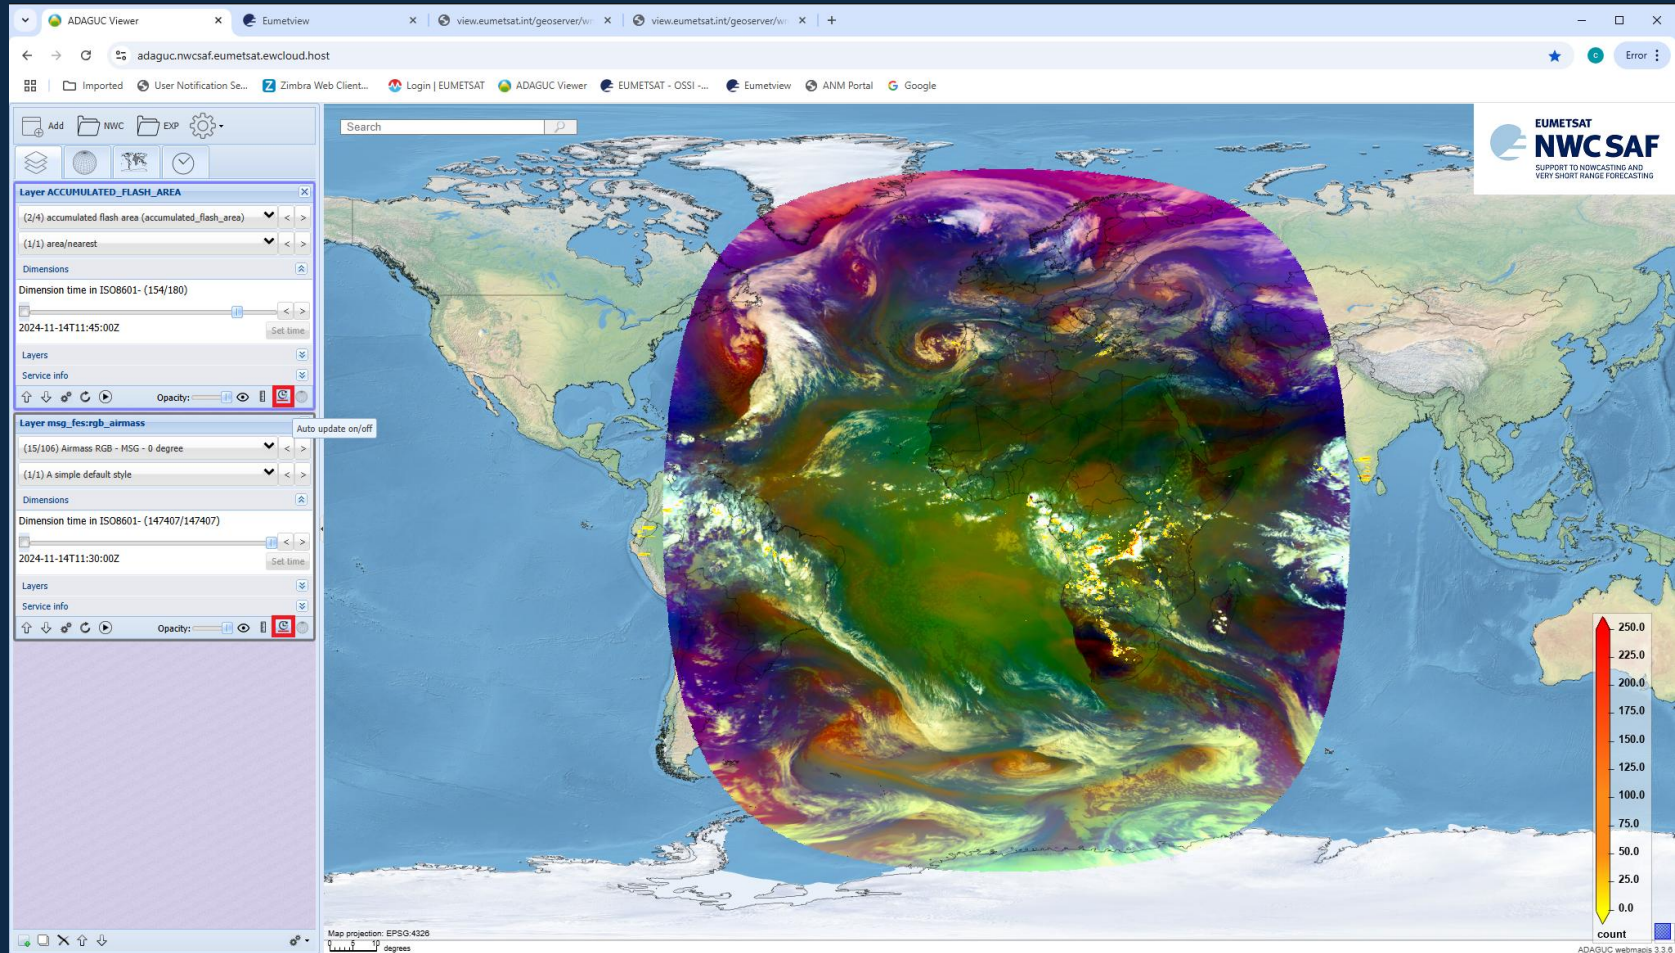 ADAGUC Viewer
Eumetview
view.eumetsat.int/geoserver/w
view.eumetsat.int/geoserver/w
adaguc.nwcsaf.eumetsat.ewcloud.host
C
Error
Imported
User Notification Se...
Zimbra Web Client...
Login | EUMETSAT
ADAGUC Viewer
EUMETSAT - OSSI -...
Eumetview
ANM Portal
Google
Add
NWC
EXP
Search
EUMETSAT
NWC SAF
SUPPORT TO NOWCASTING AND
VERY SHORT RANGE FORECASTING
Layer ACCUMULATED_FLASH_AREA
(2/4) accumulated flash area (accumulated_flash_area)
< >
(1/1) area/nearest
< >
Dimensions
Dimension time in ISO8601- (154/180)
< >
2024-11-14T11:45:00Z
Set time
Layers
Service info
Opacity:
Layer msg_fes:rgb_airmass
Auto update on/off
(15/106) Airmass RGB - MSG - 0 degree
< >
(1/1) A simple default style
< >
Dimensions
Dimension time in ISO8601- (147407/147407)
< >
2024-11-14T11:30:00Z
Set time
Layers
Service info
Opacity:
250.0
225.0
200.0
175.0
150.0
125.0
100.0
75.0
50.0
25.0
0.0
count
Map projection: EPSG:4326
0 5 10
degrees
ADAGUC webmapjs 3.3.6